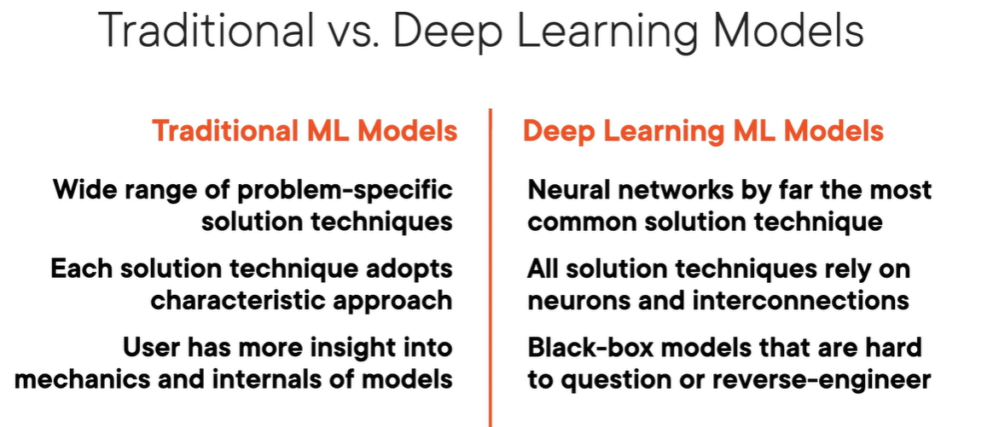 Traditional vs. Deep Learning Models
Traditional ML Models
Wide range of problem-specific
solution techniques
Each solution technique adopts
characteristic approach
User has more insight into
mechanics and internals of models
Deep Learning ML Models
Neural networks by far the most
common solution technique
All solution techniques rely on
neurons and interconnections
Black-box models that are hard
to question or reverse-engineer